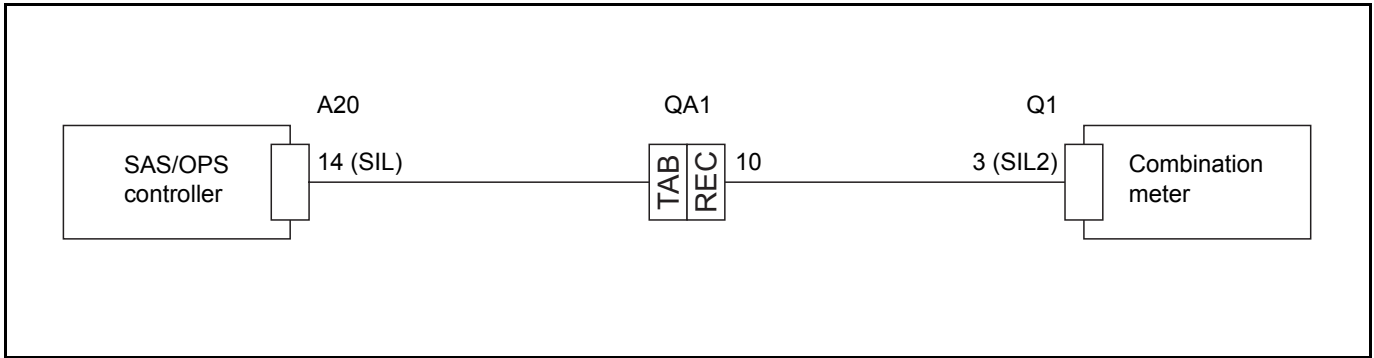 A20
QA1
Q1
SAS/OPS
controller
14 (SIL)
TAB
REC
10
3 (SIL2)
Combination
meter